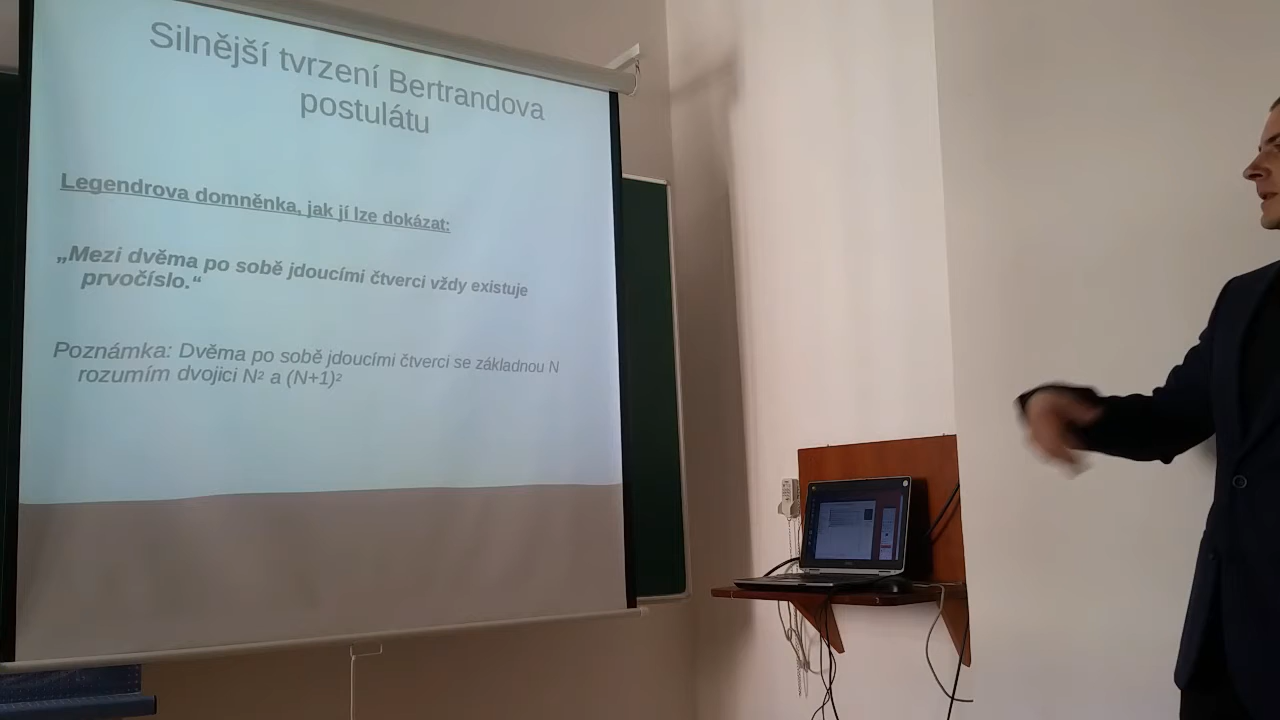 Silnější tvrzení Bertrandova
postulátu
Legendrova domněnka, jak jí lze dokázat:
„Mezi dvěma po sobě jdoucími čtverci vždy existuje
prvočíslo.“
Poznámka: Dvěma po sobě jdoucími čtverci se základnou N
rozumím dvojici N² a (N+1)²